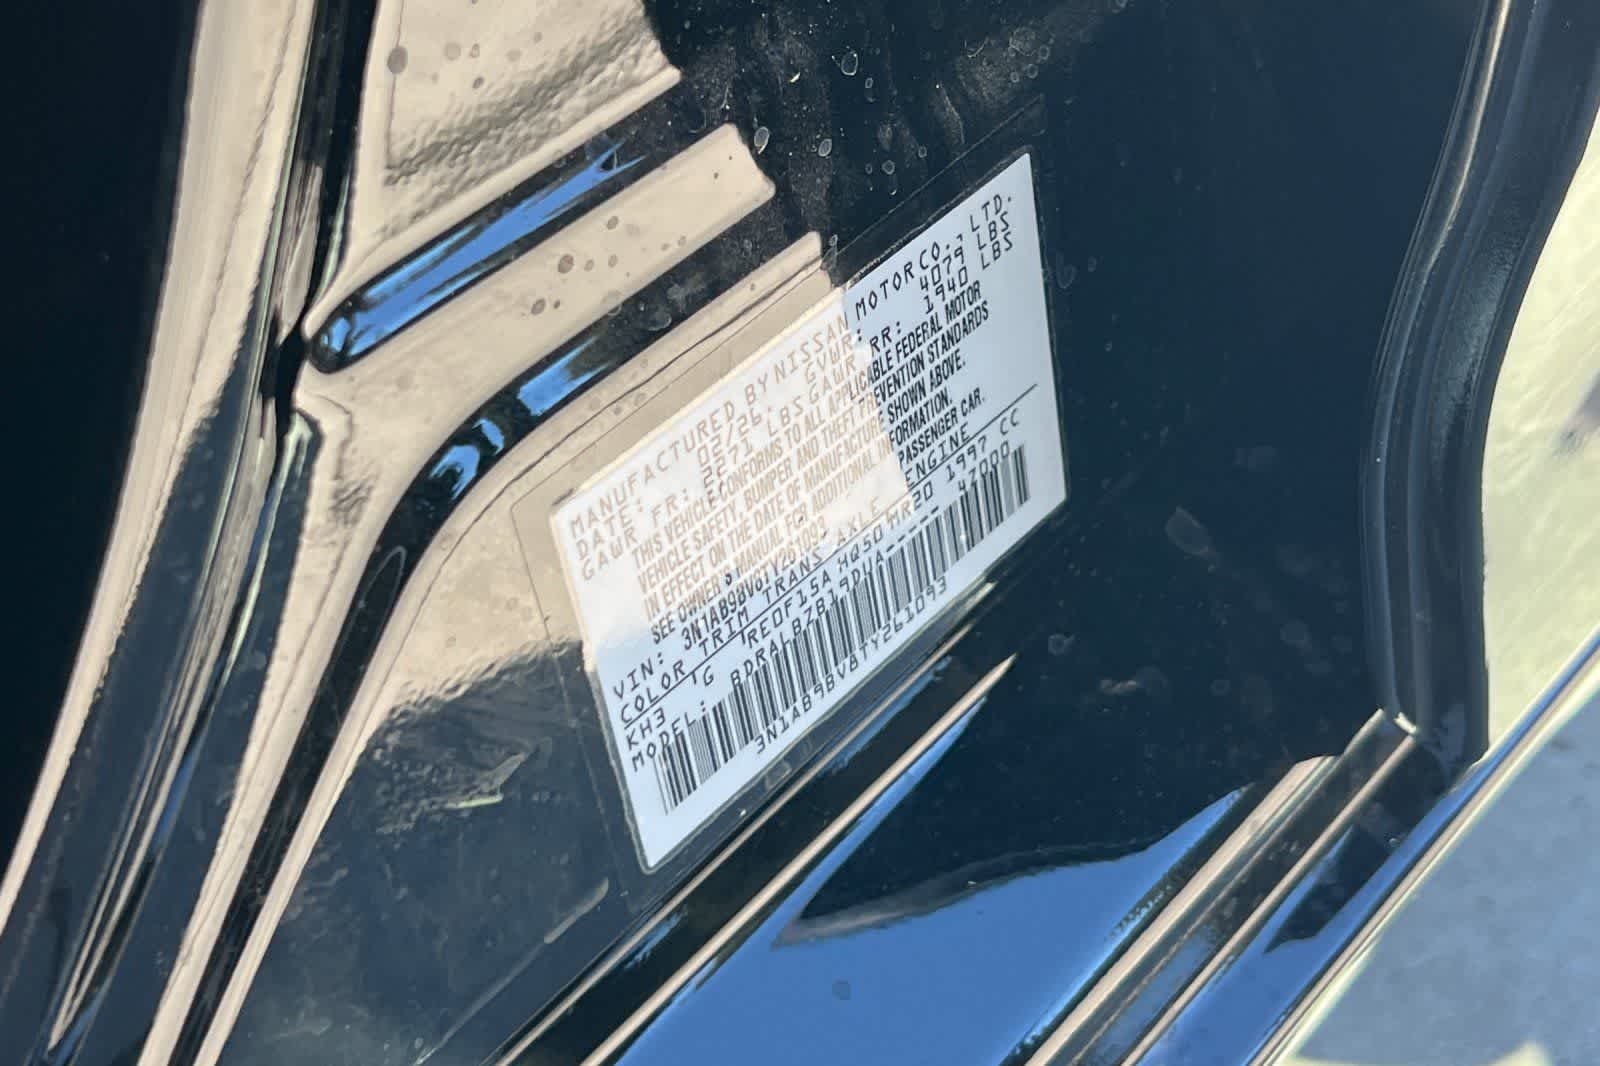 MANUFACTURED BY NISSAN MOTOR CO., LTD.
DATE: 02/26. GVWR: 4079 LBS
GAWR FR: 2271 LBS GAWR RR: 1940 LBS
THIS VEHICLE CONFORMS TO ALL APPLICABLE FEDERAL MOTOR
VEHICLE SAFETY, BUMPER AND THEFT PREVENTION STANDARDS
IN EFFECT ON THE DATE OF MANUFACTURE SHOWN ABOVE.
SEE OWNER'S MANUAL FOR ADDITIONAL INFORMATION.
VIN: 3N1AB9BV8TY261093 PASSENGER CAR.
COLOR TRIM TRANS AXLE ENGINE
KH3 G RE0F15A HQ50 MR20 1997 CC
MODEL: BDRALBZB19DUA----- 47000
3N1AB9BV8TY261093